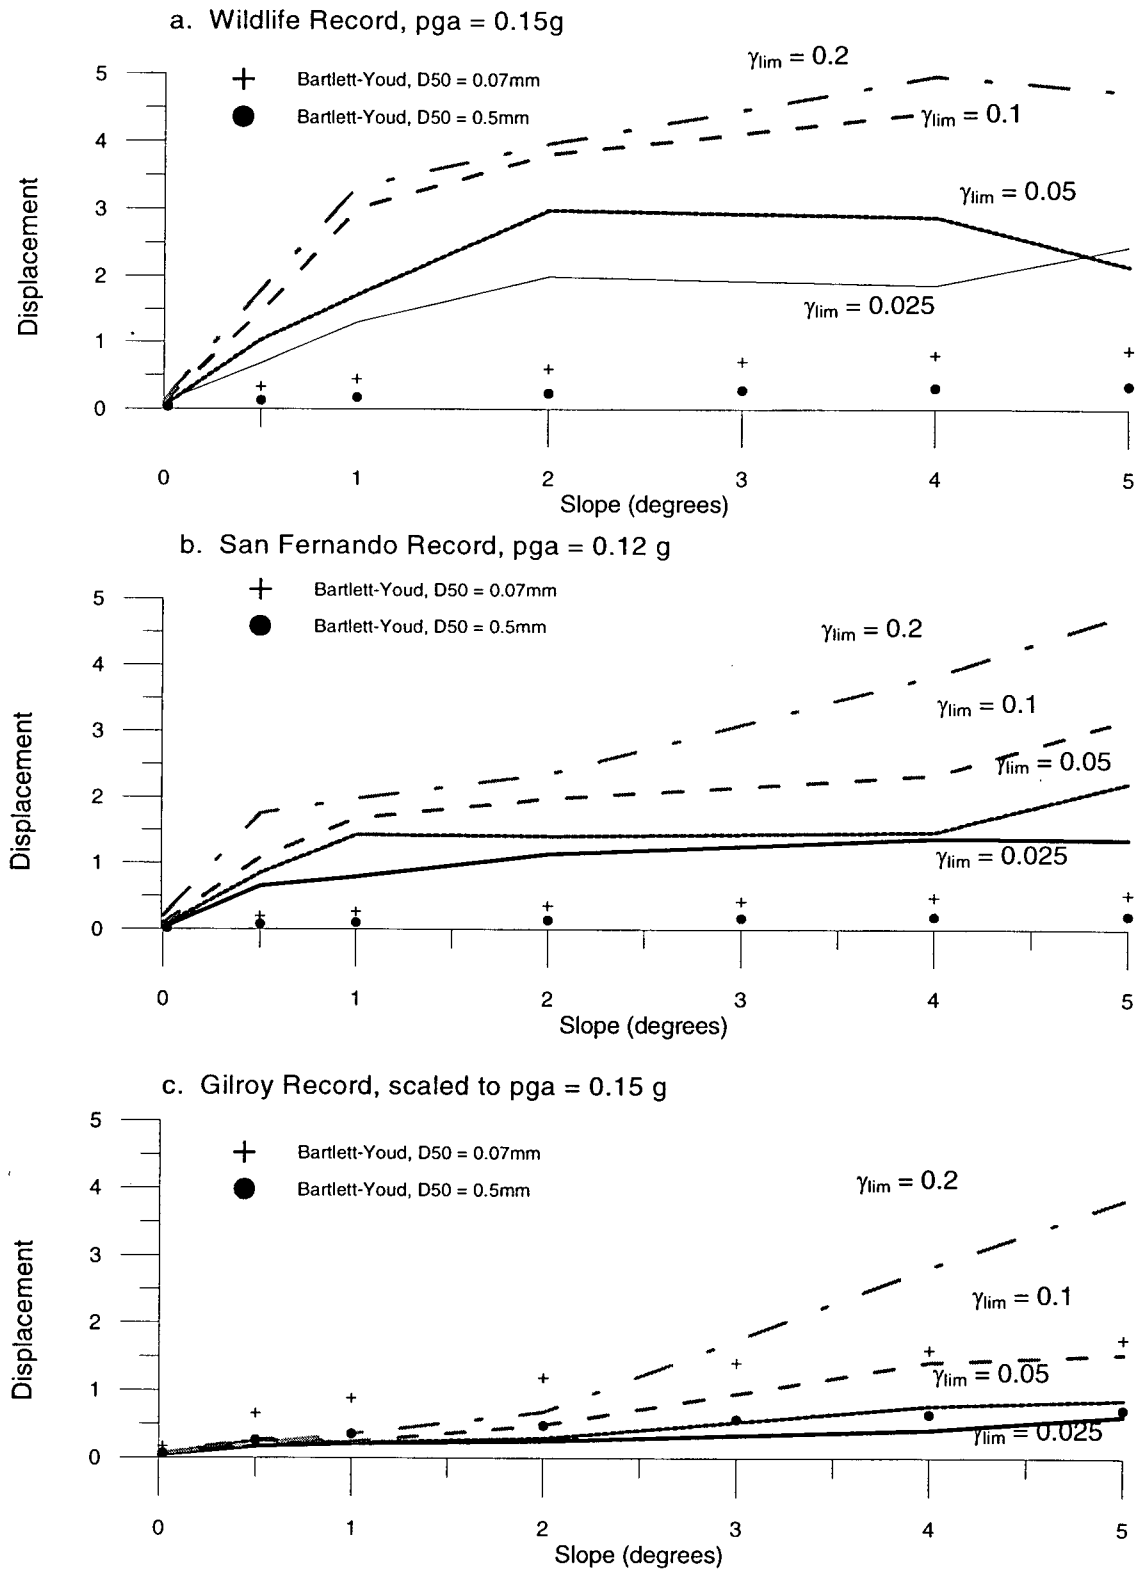 a. Wildlife Record, pga = 0.15g
γlim = 0.2
5
+ Bartlett-Youd, D50 = 0.07mm
● Bartlett-Youd, D50 = 0.5mm
γlim = 0.1
4
γlim = 0.05
3
Displacement
2
γlim = 0.025
1
0
0 1 2 3 4 5
Slope (degrees)
b. San Fernando Record, pga = 0.12 g
+ Bartlett-Youd, D50 = 0.07mm
5
● Bartlett-Youd, D50 = 0.5mm
γlim = 0.2
4
γlim = 0.1
3
γlim = 0.05
Displacement
2
1
γlim = 0.025
0
0 1 2 3 4 5
Slope (degrees)
c. Gilroy Record, scaled to pga = 0.15 g
5
+ Bartlett-Youd, D50 = 0.07mm
● Bartlett-Youd, D50 = 0.5mm
γlim = 0.2
4
3
γlim = 0.1
Displacement
2
1
γlim = 0.05
γlim = 0.025
0
0 1 2 3 4 5
Slope (degrees)